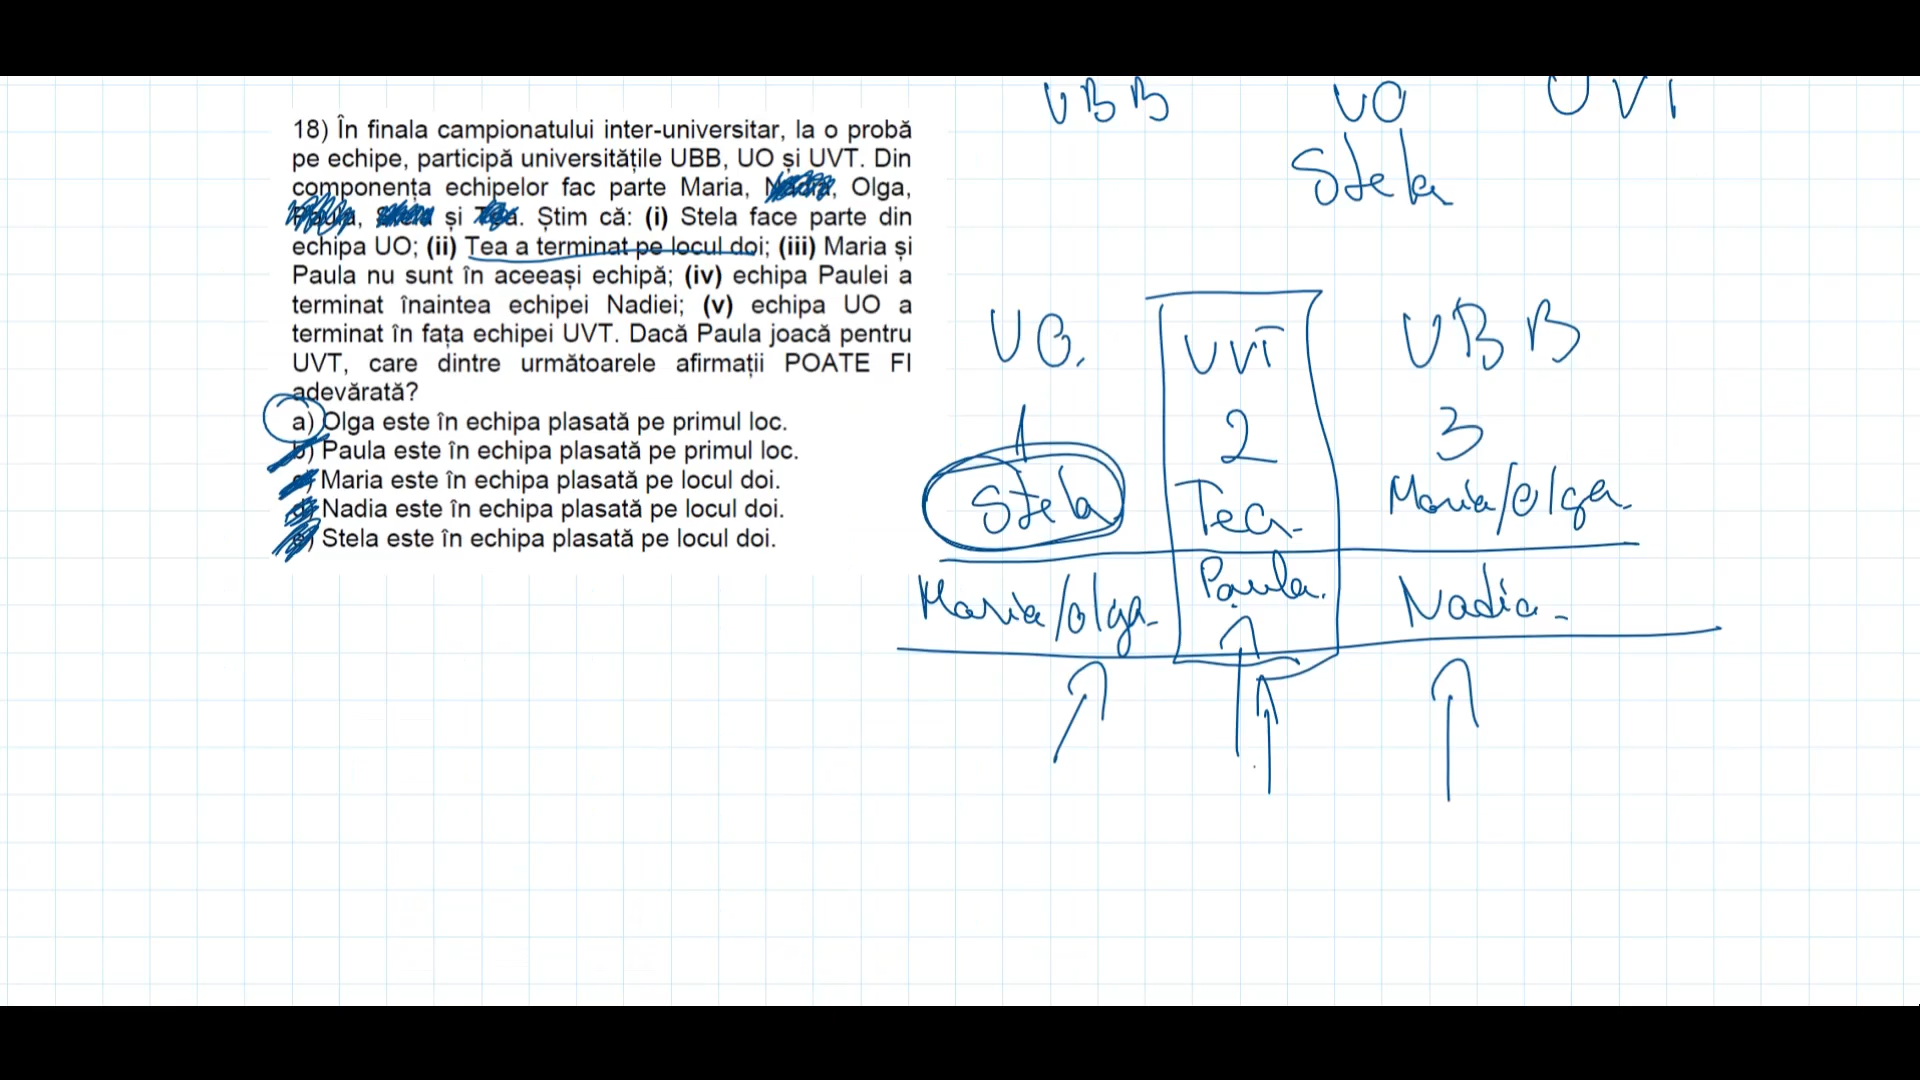 18) În finala campionatului inter-universitar, la o probă
pe echipe, participă universitățile UBB, UO și UVT. Din
componența echipelor fac parte Maria, Olga,
și Știm că: (i) Stela face parte din
echipa UO; (ii) Tea a terminat pe locul doi; (iii) Maria și
Paula nu sunt în aceeași echipă; (iv) echipa Paulei a
terminat înaintea echipei Nadiei; (v) echipa UO a
terminat în fața echipei UVT. Dacă Paula joacă pentru
UVT, care dintre următoarele afirmații POATE FI
adevărată?
a) Olga este în echipa plasată pe primul loc.
b) Paula este în echipa plasată pe primul loc.
Maria este în echipa plasată pe locul doi.
Nadia este în echipa plasată pe locul doi.
Stela este în echipa plasată pe locul doi.
UBB UO UVT
Stela
UO. UVT UBB
1 2 3
Stela Tea. Maria/Olga.
Maria/Olga. Paula. Nadia.